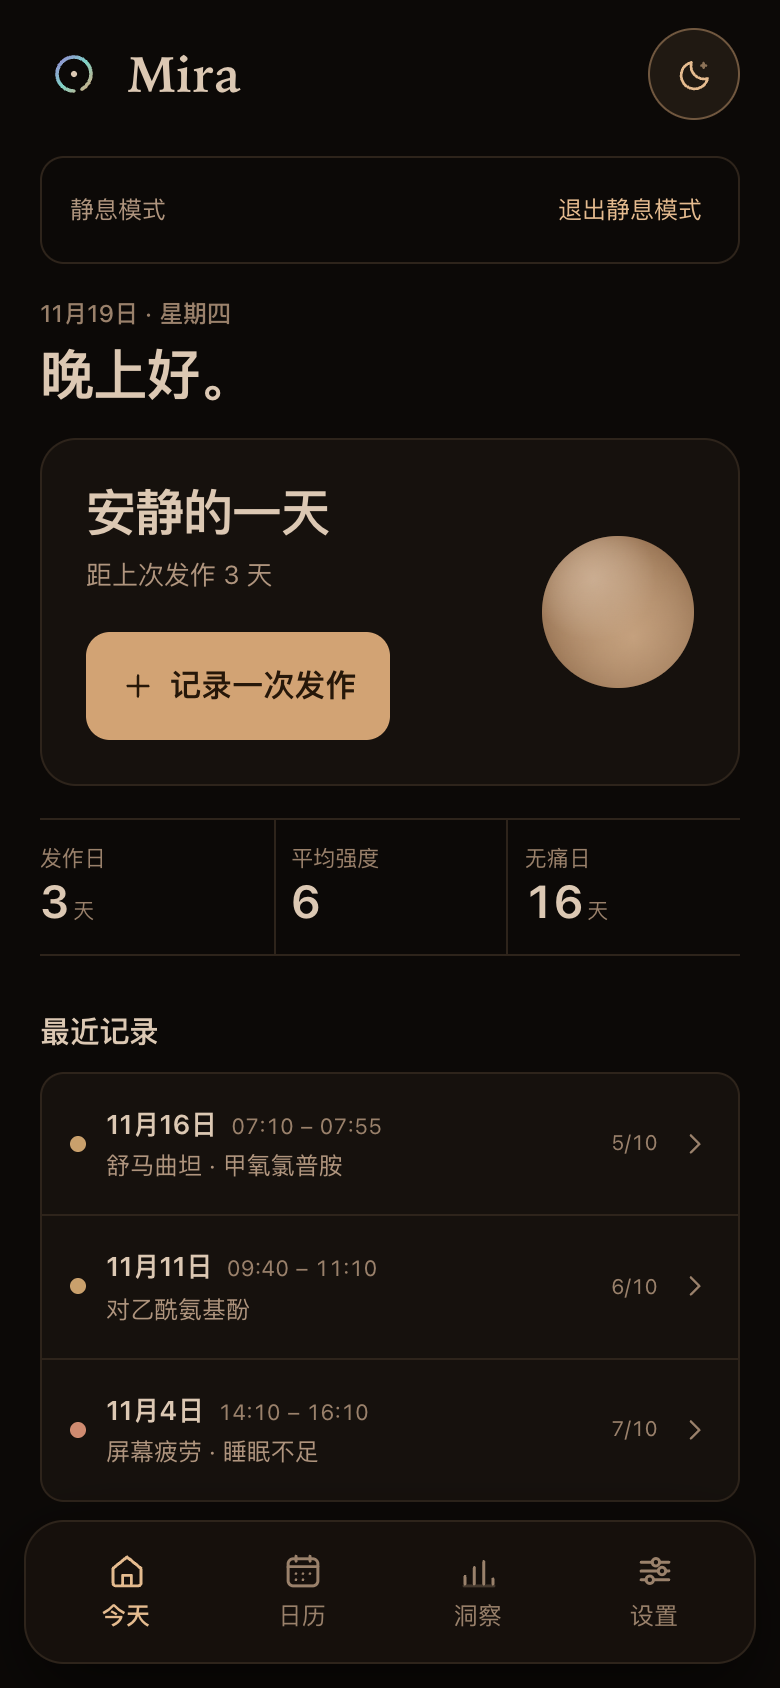 Mira
静息模式 退出静息模式
11月19日 · 星期四
晚上好。
安静的一天
距上次发作 3 天
记录一次发作
发作日 平均强度 无痛日
3 天 6 16 天
最近记录
11月16日 07:10 – 07:55
舒马曲坦 · 甲氧氯普胺
5/10
11月11日 09:40 – 11:10
对乙酰氨基酚
6/10
11月4日 14:10 – 16:10
屏幕疲劳 · 睡眠不足
7/10
今天 日历 洞察 设置